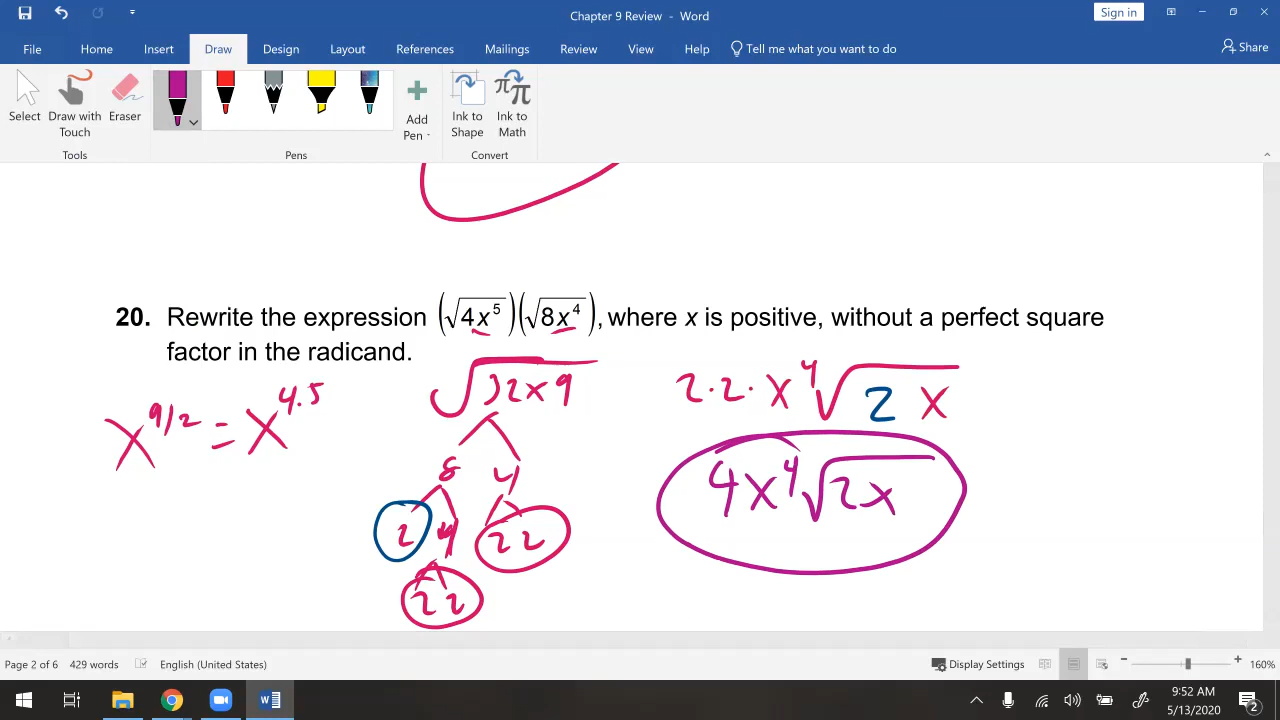 Chapter 9 Review - Word
Sign in
File Home Insert Draw Design Layout References Mailings Review View Help Tell me what you want to do Share
Select Draw with Touch Eraser Add Pen Ink to Shape Ink to Math
Tools Pens Convert
20. Rewrite the expression (√4x⁵)(√8x⁴), where x is positive, without a perfect square
factor in the radicand.
√32x9
2·2·x⁴√2x
x^9/2 = x^4.5
8 4
4x⁴√2x
2 4 2 2
2 2
Page 2 of 6 429 words English (United States) Display Settings 160%
9:52 AM
5/13/2020
2